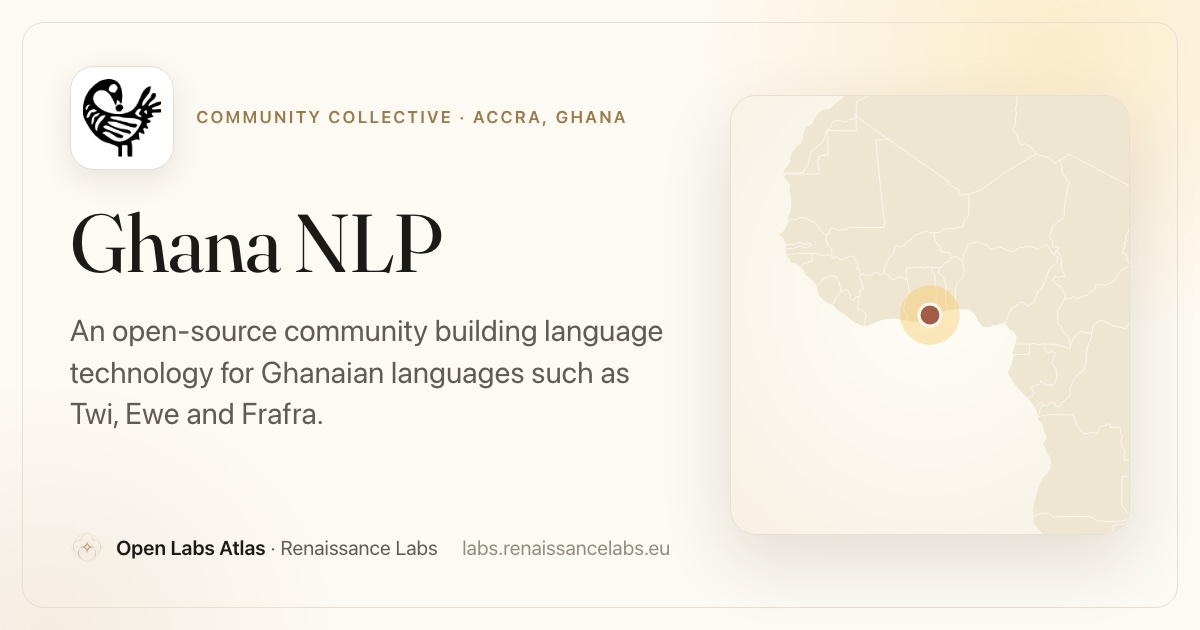 COMMUNITY COLLECTIVE · ACCRA, GHANA
Ghana NLP
An open-source community building language
technology for Ghanaian languages such as
Twi, Ewe and Frafra.
Open Labs Atlas · Renaissance Labs labs.renaissancelabs.eu